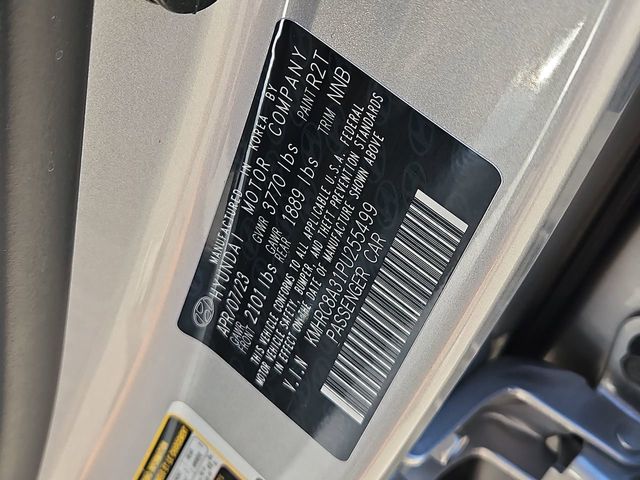 MANUFACTURED IN KOREA BY
HYUNDAI MOTOR COMPANY
APR/07/23 GVWR 3770 lbs PAINT R2T
GAWR FRONT 2101 lbs GAWR REAR 1889 lbs TRIM NNB
THIS VEHICLE CONFORMS TO ALL APPLICABLE U.S.A. FEDERAL
MOTOR VEHICLE SAFETY, BUMPER, AND THEFT PREVENTION STANDARDS
IN EFFECT ON THE DATE OF MANUFACTURE SHOWN ABOVE
V.I.N KMHRC8A31PU255499
PASSENGER CAR